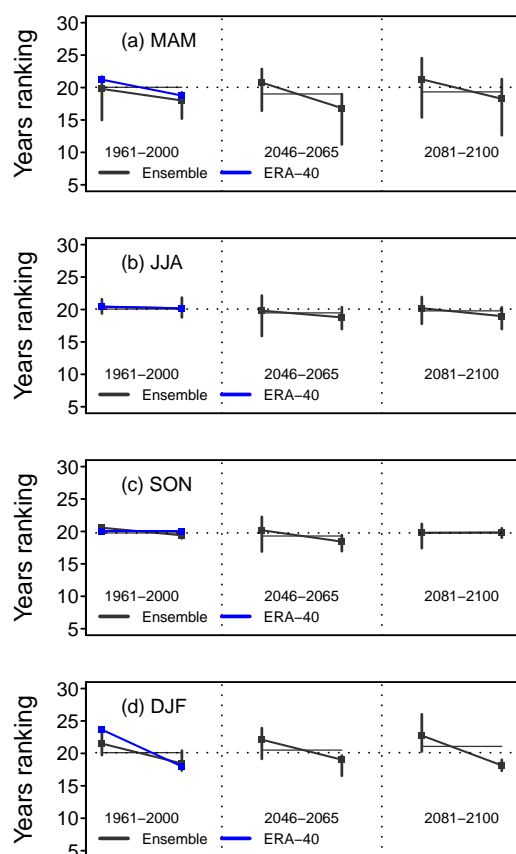 Years ranking
30
25
20
15
10
5
(a) MAM
1961−2000
2046−2065
2081−2100
Ensemble
ERA−40
Years ranking
30
25
20
15
10
5
(b) JJA
1961−2000
2046−2065
2081−2100
Ensemble
ERA−40
Years ranking
30
25
20
15
10
5
(c) SON
1961−2000
2046−2065
2081−2100
Ensemble
ERA−40
Years ranking
30
25
20
15
10
5
(d) DJF
1961−2000
2046−2065
2081−2100
Ensemble
ERA−40